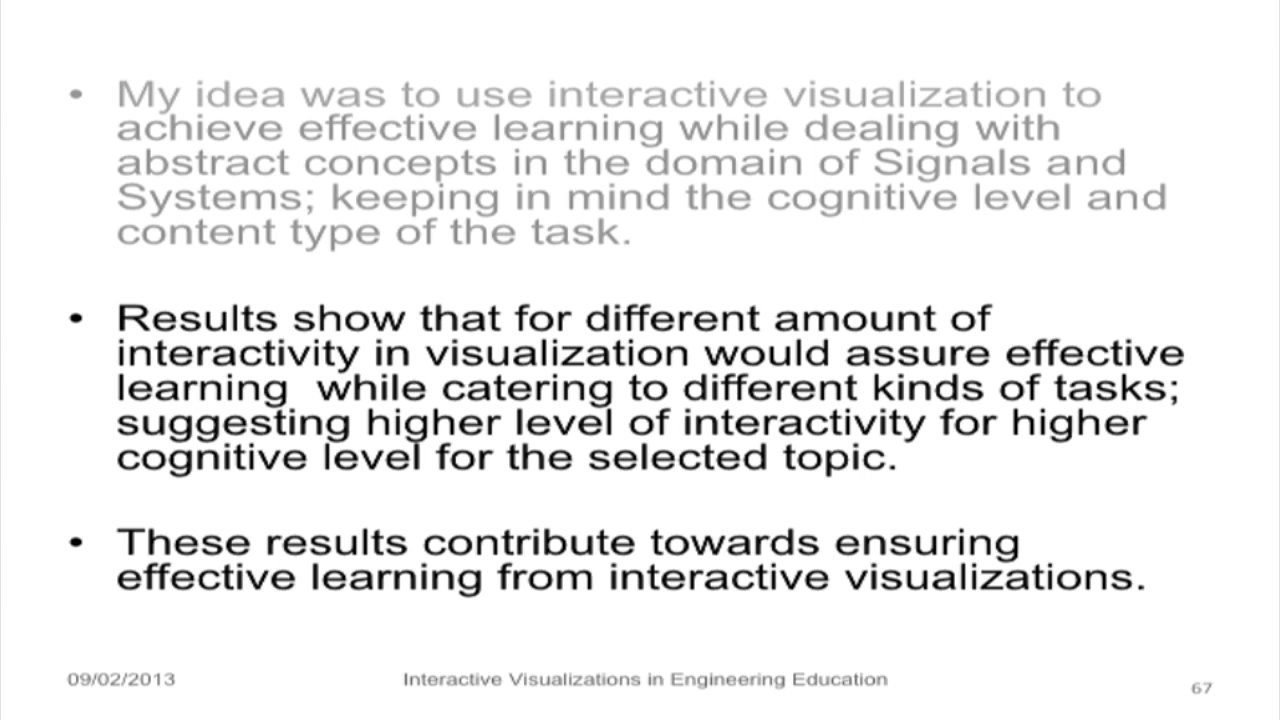 • My idea was to use interactive visualization to
achieve effective learning while dealing with
abstract concepts in the domain of Signals and
Systems; keeping in mind the cognitive level and
content type of the task.
• Results show that for different amount of
interactivity in visualization would assure effective
learning  while catering to different kinds of tasks;
suggesting higher level of interactivity for higher
cognitive level for the selected topic.
• These results contribute towards ensuring
effective learning from interactive visualizations.
09/02/2013
Interactive Visualizations in Engineering Education
67